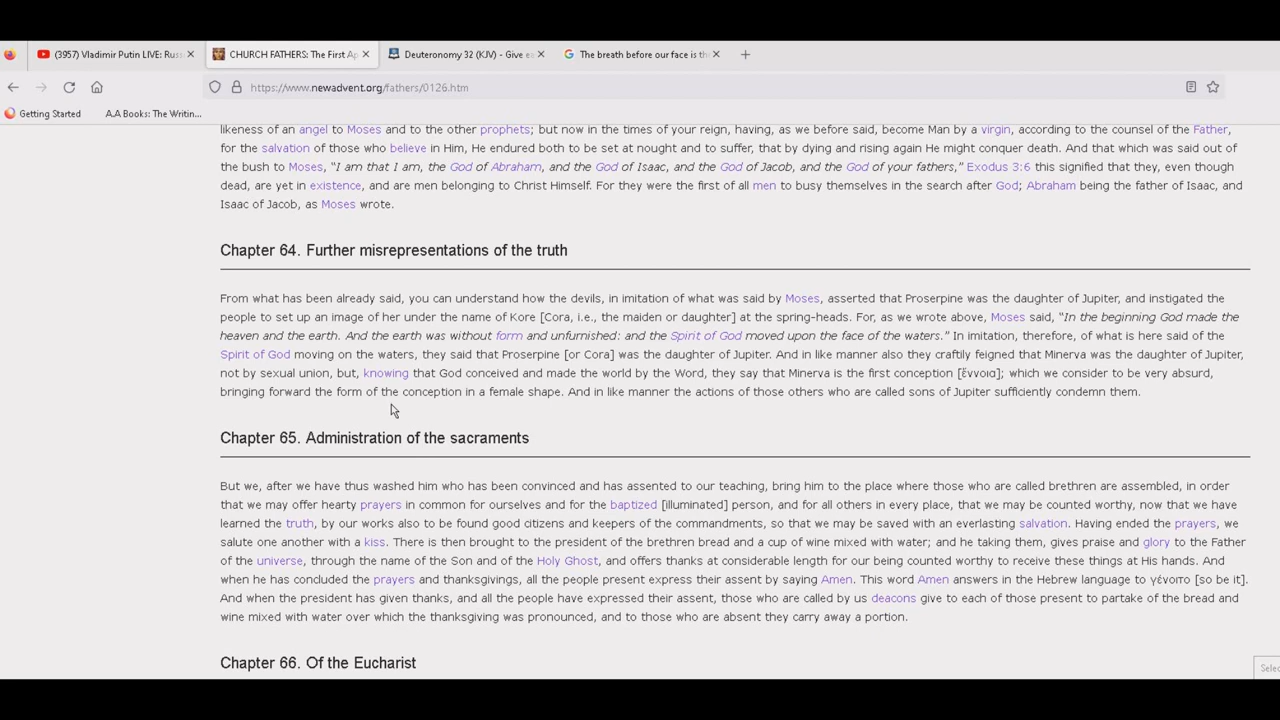 (3957) Vladimir Putin LIVE: Russ
CHURCH FATHERS: The First Ap
Deuteronomy 32 (KJV) - Give e
The breath before our face is th
https://www.newadvent.org/fathers/0126.htm
Getting Started
A.A Books: The Writin...
likeness of an angel to Moses and to the other prophets; but now in the times of your reign, having, as we before said, become Man by a virgin, according to the counsel of the Father,
for the salvation of those who believe in Him, He endured both to be set at nought and to suffer, that by dying and rising again He might conquer death. And that which was said out of
the bush to Moses, "I am that I am, the God of Abraham, and the God of Isaac, and the God of Jacob, and the God of your fathers," Exodus 3:6 this signified that they, even though
dead, are yet in existence, and are men belonging to Christ Himself. For they were the first of all men to busy themselves in the search after God; Abraham being the father of Isaac, and
Isaac of Jacob, as Moses wrote.
Chapter 64. Further misrepresentations of the truth
From what has been already said, you can understand how the devils, in imitation of what was said by Moses, asserted that Proserpine was the daughter of Jupiter, and instigated the
people to set up an image of her under the name of Kore [Cora, i.e., the maiden or daughter] at the spring-heads. For, as we wrote above, Moses said, "In the beginning God made the
heaven and the earth. And the earth was without form and unfurnished: and the Spirit of God moved upon the face of the waters." In imitation, therefore, of what is here said of the
Spirit of God moving on the waters, they said that Proserpine [or Cora] was the daughter of Jupiter. And in like manner also they craftily feigned that Minerva was the daughter of Jupiter,
not by sexual union, but, knowing that God conceived and made the world by the Word, they say that Minerva is the first conception [ἔννοια]; which we consider to be very absurd,
bringing forward the form of the conception in a female shape. And in like manner the actions of those others who are called sons of Jupiter sufficiently condemn them.
Chapter 65. Administration of the sacraments
But we, after we have thus washed him who has been convinced and has assented to our teaching, bring him to the place where those who are called brethren are assembled, in order
that we may offer hearty prayers in common for ourselves and for the baptized [illuminated] person, and for all others in every place, that we may be counted worthy, now that we have
learned the truth, by our works also to be found good citizens and keepers of the commandments, so that we may be saved with an everlasting salvation. Having ended the prayers, we
salute one another with a kiss. There is then brought to the president of the brethren bread and a cup of wine mixed with water; and he taking them, gives praise and glory to the Father
of the universe, through the name of the Son and of the Holy Ghost, and offers thanks at considerable length for our being counted worthy to receive these things at His hands. And
when he has concluded the prayers and thanksgivings, all the people present express their assent by saying Amen. This word Amen answers in the Hebrew language to γένοιτο [so be it].
And when the president has given thanks, and all the people have expressed their assent, those who are called by us deacons give to each of those present to partake of the bread and
wine mixed with water over which the thanksgiving was pronounced, and to those who are absent they carry away a portion.
Chapter 66. Of the Eucharist
Selec